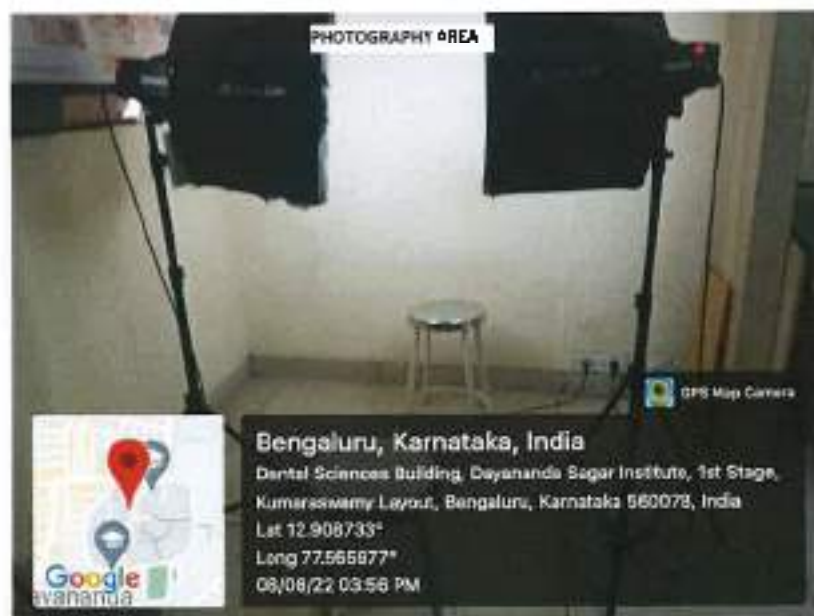 PHOTOGRAPHY AREA
GPS Map Camera
Bengaluru, Karnataka, India
Dental Sciences Building, Dayananda Sagar Institute, 1st Stage,
Kumaraswamy Layout, Bengaluru, Karnataka 560078, India
Lat 12.908733°
Long 77.565977°
08/08/22 03:56 PM
Google
avananda